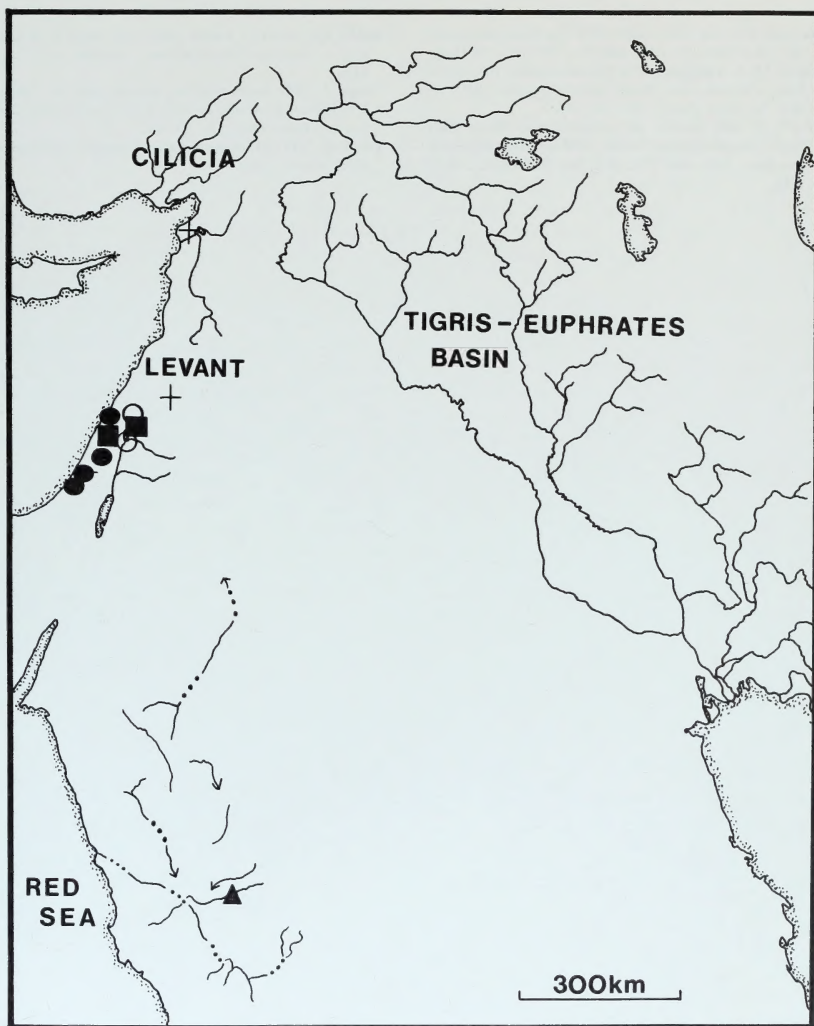 CILICIA
TIGRIS - EUPHRATES
BASIN
LEVANT
RED
SEA
300km